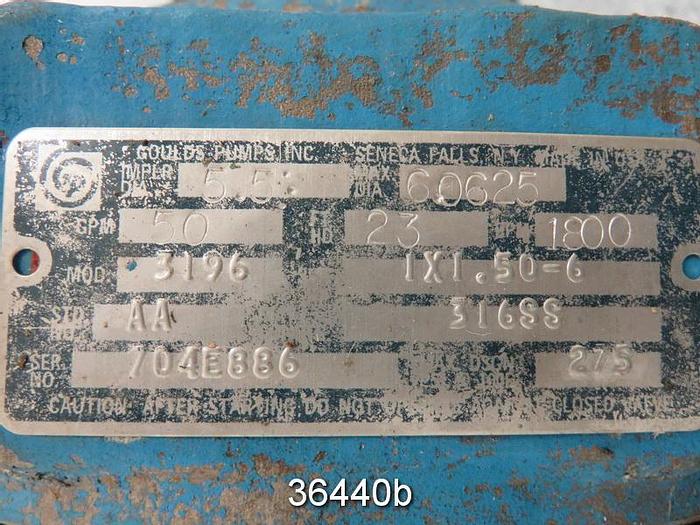 GOULDS PUMPS, INC. SENECA FALLS, N.Y. MADE IN U.S.A.
IMPLR DIA 5.5 MAX DIA 6.0625
GPM 50 FT HD 23 RPM 1800
MOD 3196 1X1.50-6
STD AA 316SS
SER. NO. 704E886 275
CAUTION AFTER STARTING DO NOT CLOSED VALVE
36440b